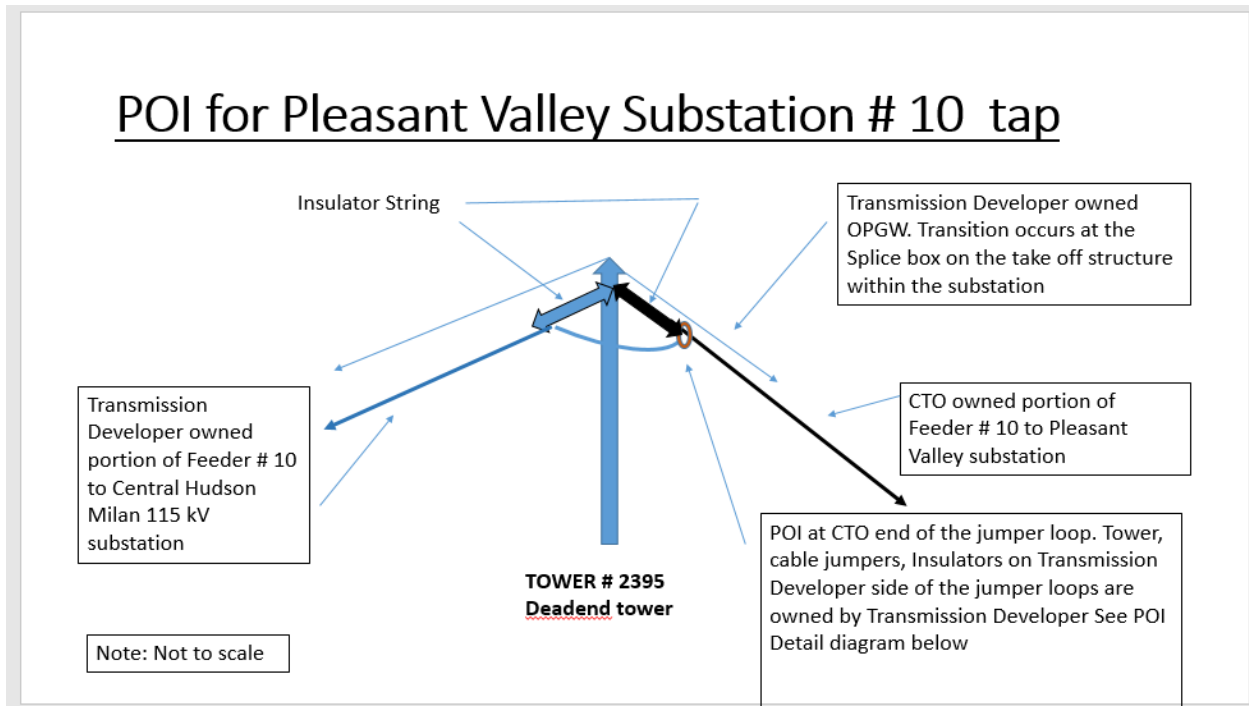 POI for Pleasant Valley Substation # 10  tap
Insulator String
Transmission Developer owned
OPGW. Transition occurs at the
Splice box on the take off structure
within the substation
Transmission
Developer owned
portion of Feeder # 10
to Central Hudson
Milan 115 kV
substation
CTO owned portion of
Feeder # 10 to Pleasant
Valley substation
POI at CTO end of the jumper loop. Tower,
cable jumpers, Insulators on Transmission
Developer side of the jumper loops are
owned by Transmission Developer See POI
Detail diagram below
TOWER # 2395
Deadend tower
Note: Not to scale